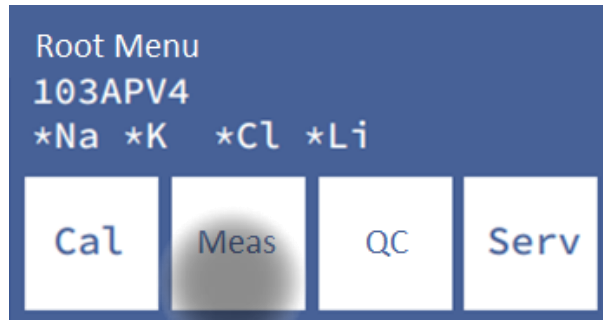 Root Menu
103APV4
*Na *K *Cl *Li
Cal Meas QC Serv